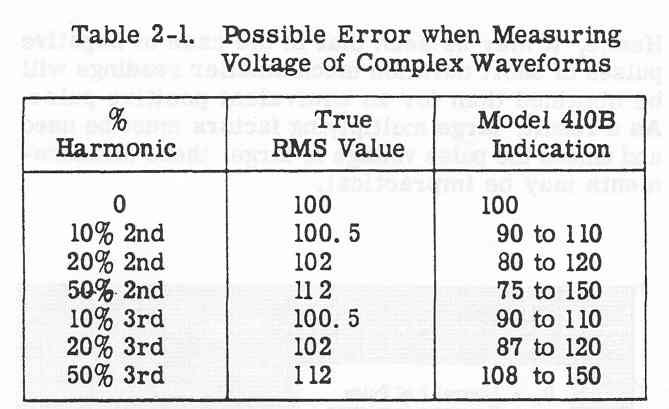 Table 2-1. Possible Error when Measuring
Voltage of Complex Waveforms
% Harmonic True RMS Value Model 410B Indication
0 100 100
10% 2nd 100.5 90 to 110
20% 2nd 102 80 to 120
50% 2nd 112 75 to 150
10% 3rd 100.5 90 to 110
20% 3rd 102 87 to 120
50% 3rd 112 108 to 150